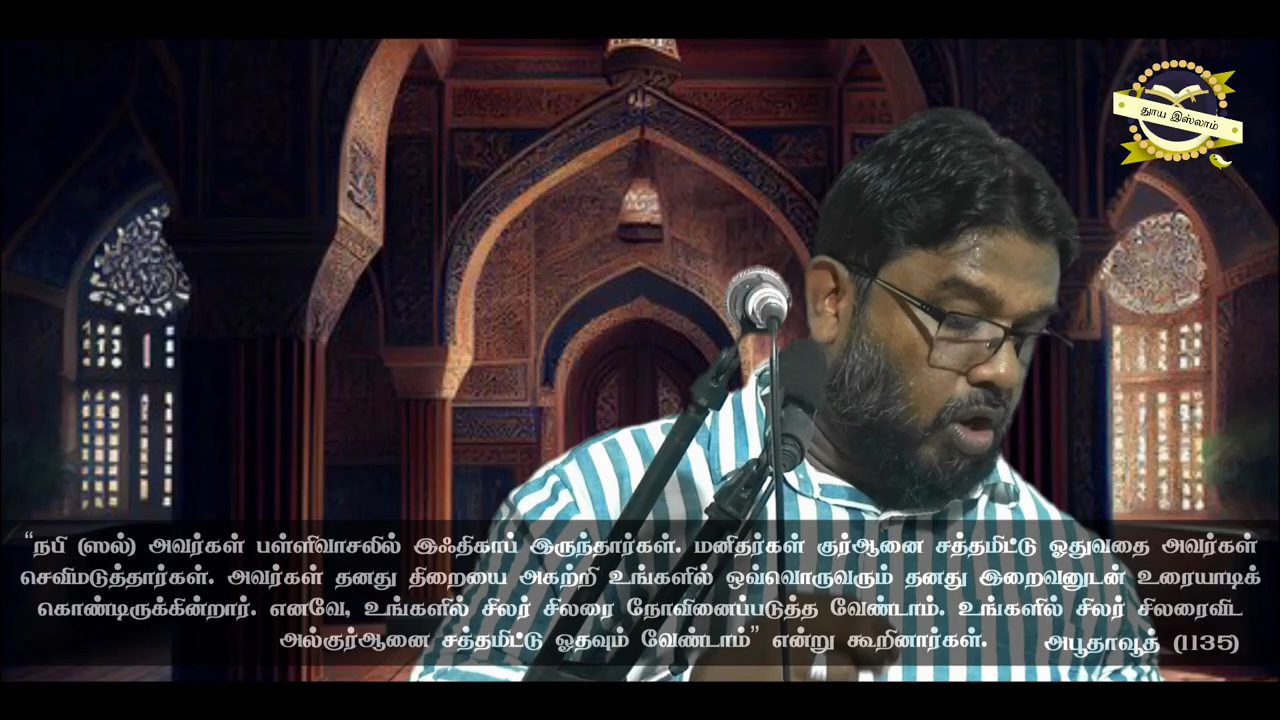 தூய இஸ்லாம்
“நபி (ஸல்) அவர்கள் பள்ளிவாசலில் இஃதிகாப் இருந்தார்கள். மனிதர்கள் குர்ஆனை சத்தமிட்டு ஓதுவதை அவர்கள்
செவிமடுத்தார்கள். அவர்கள் தனது திறையை அகற்றி உங்களில் ஒவ்வொருவரும் தனது இறைவனுடன் உரையாடிக்
கொண்டிருக்கின்றார். எனவே, உங்களில் சிலர் சிலரை நோவினைப்படுத்த வேண்டாம். உங்களில் சிலர் சிலரைவிட
அல்குர்ஆனை சத்தமிட்டு ஓதவும் வேண்டாம்” என்று கூறினார்கள். அபூதாவூத் (1135)